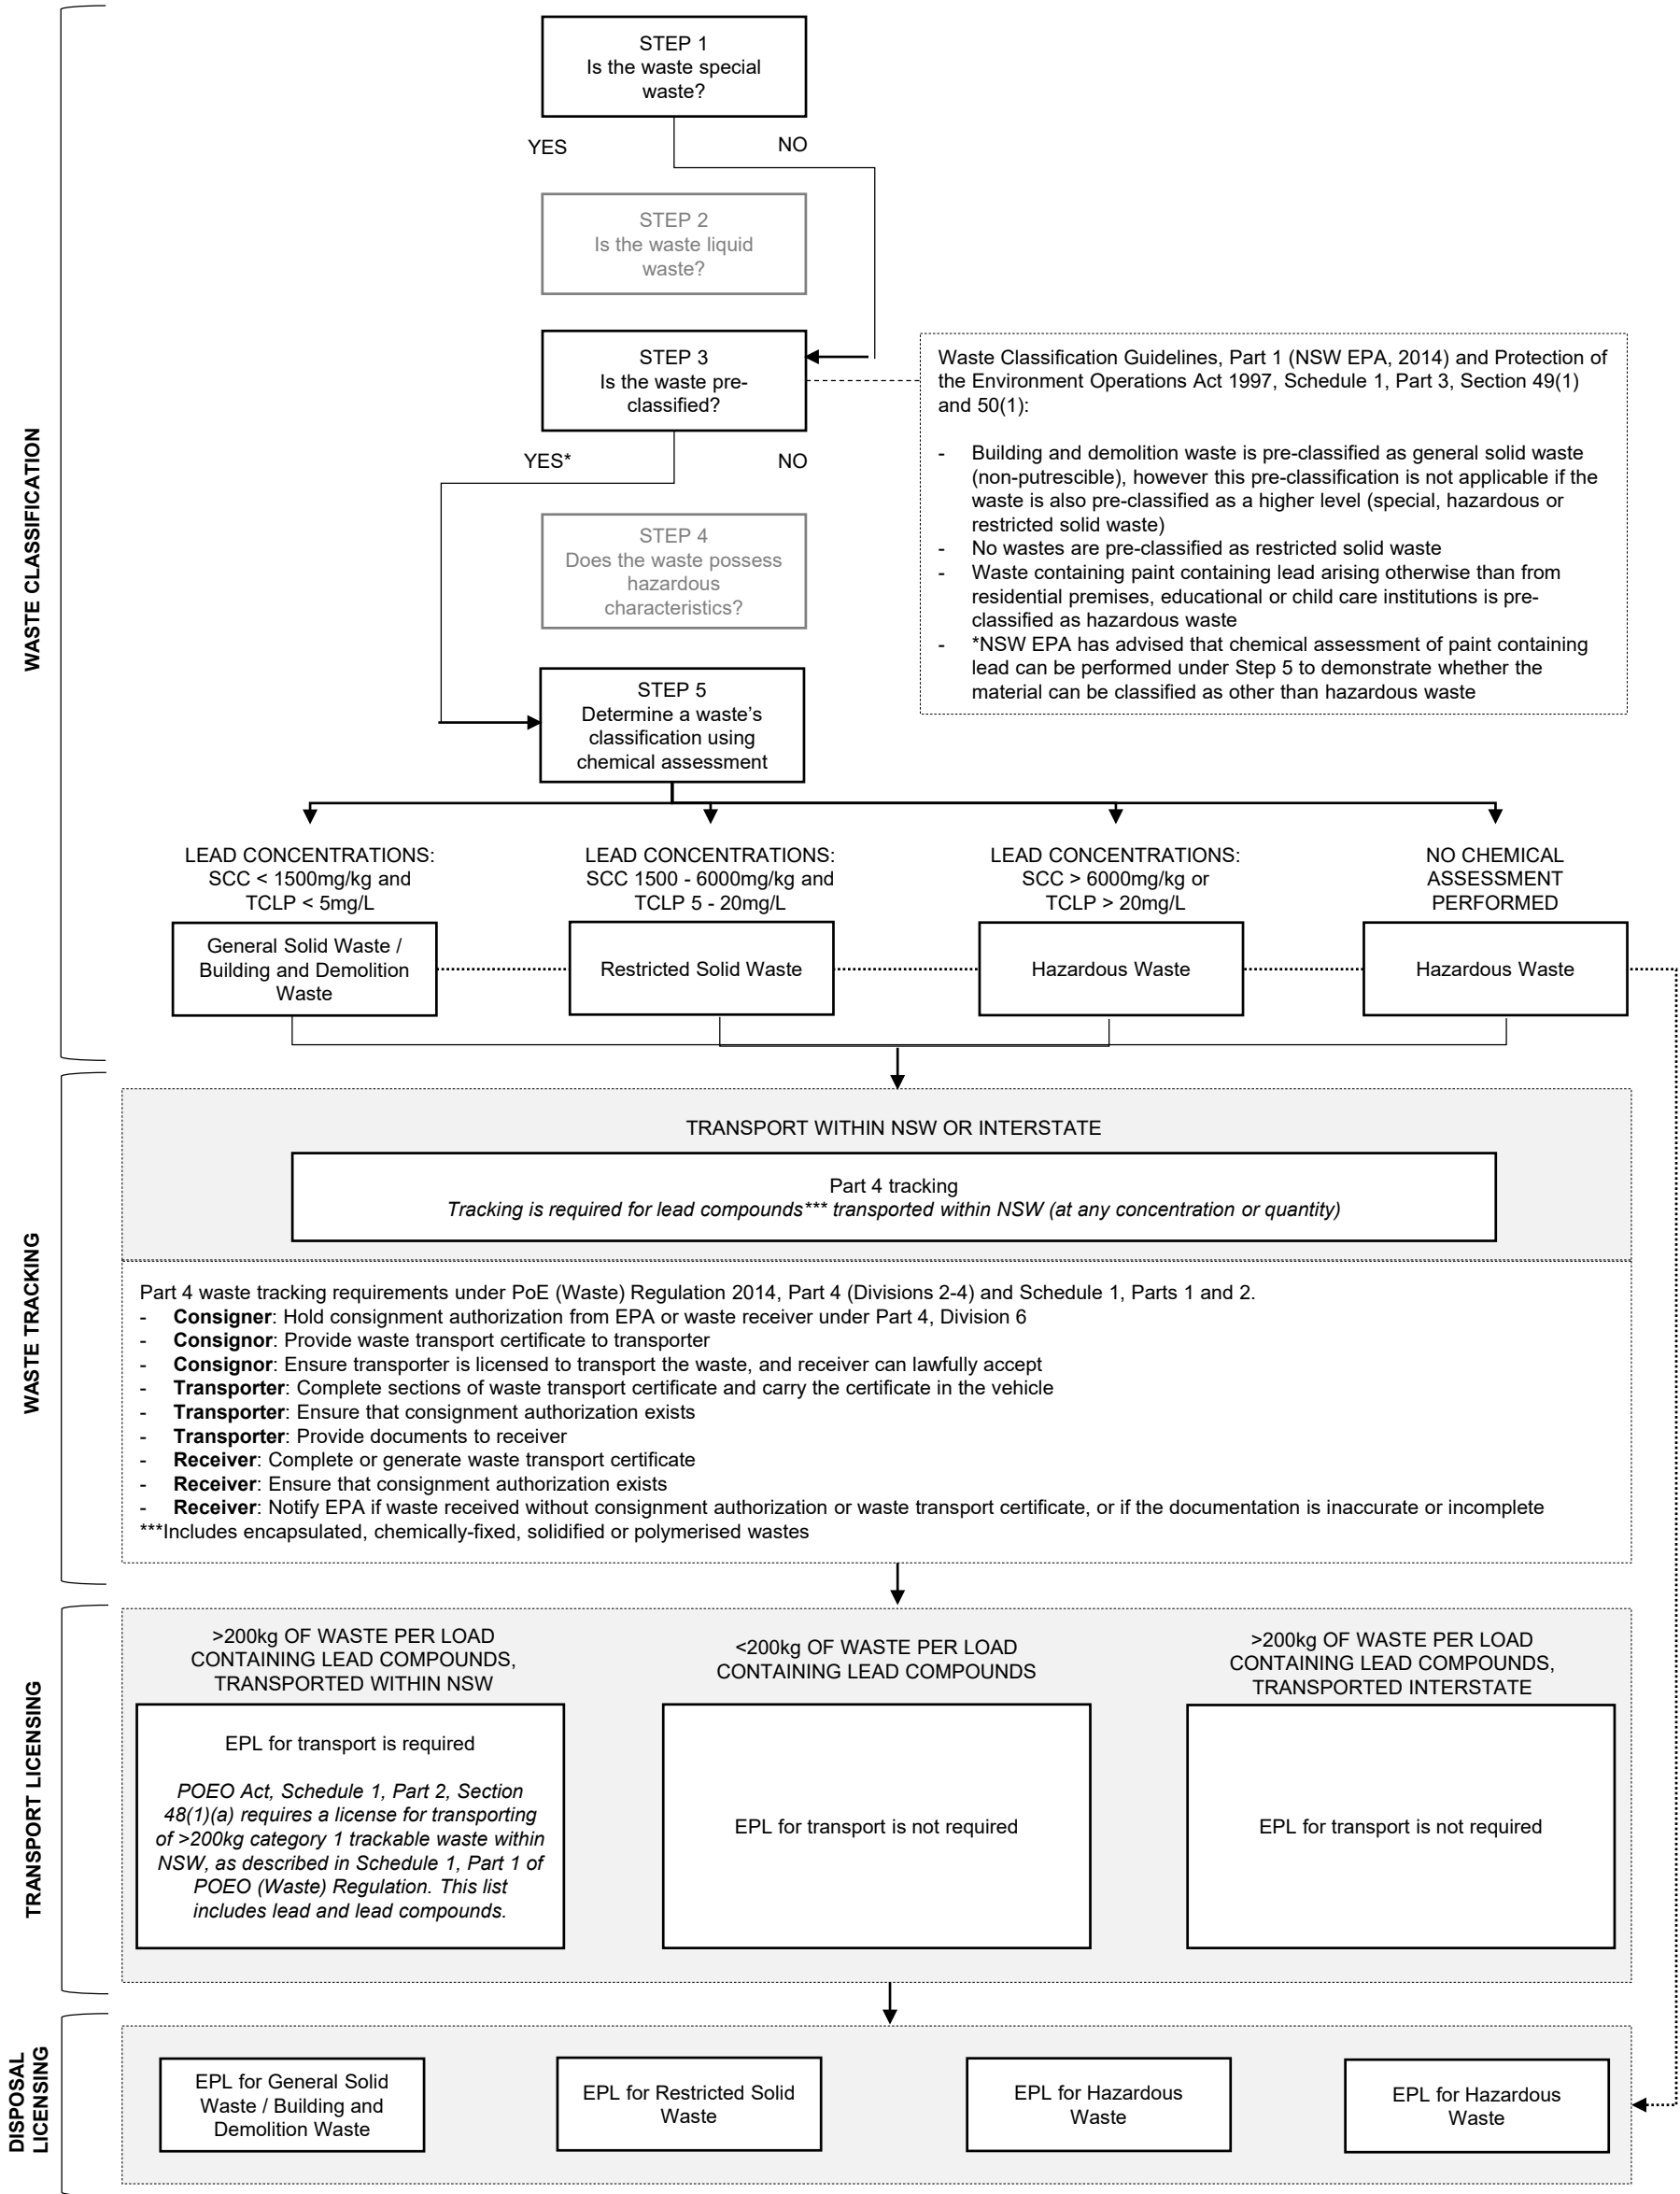 WASTE CLASSIFICATION
STEP 1
Is the waste special
waste?
YES
NO
STEP 2
Is the waste liquid
waste?
STEP 3
Is the waste pre-
classified?
YES*
NO
Waste Classification Guidelines, Part 1 (NSW EPA, 2014) and Protection of
the Environment Operations Act 1997, Schedule 1, Part 3, Section 49(1)
and 50(1):
- Building and demolition waste is pre-classified as general solid waste
(non-putrescible), however this pre-classification is not applicable if the
waste is also pre-classified as a higher level (special, hazardous or
restricted solid waste)
- No wastes are pre-classified as restricted solid waste
- Waste containing paint containing lead arising otherwise than from
residential premises, educational or child care institutions is pre-
classified as hazardous waste
- *NSW EPA has advised that chemical assessment of paint containing
lead can be performed under Step 5 to demonstrate whether the
material can be classified as other than hazardous waste
STEP 4
Does the waste possess
hazardous
characteristics?
STEP 5
Determine a waste's
classification using
chemical assessment
LEAD CONCENTRATIONS:
SCC < 1500mg/kg and
TCLP < 5mg/L
General Solid Waste /
Building and Demolition
Waste
LEAD CONCENTRATIONS:
SCC 1500 - 6000mg/kg and
TCLP 5 - 20mg/L
Restricted Solid Waste
LEAD CONCENTRATIONS:
SCC > 6000mg/kg or
TCLP > 20mg/L
Hazardous Waste
NO CHEMICAL
ASSESSMENT
PERFORMED
Hazardous Waste
WASTE TRACKING
TRANSPORT WITHIN NSW OR INTERSTATE
Part 4 tracking
Tracking is required for lead compounds*** transported within NSW (at any concentration or quantity)
Part 4 waste tracking requirements under PoE (Waste) Regulation 2014, Part 4 (Divisions 2-4) and Schedule 1, Parts 1 and 2.
- Consigner: Hold consignment authorization from EPA or waste receiver under Part 4, Division 6
- Consignor: Provide waste transport certificate to transporter
- Consignor: Ensure transporter is licensed to transport the waste, and receiver can lawfully accept
- Transporter: Complete sections of waste transport certificate and carry the certificate in the vehicle
- Transporter: Ensure that consignment authorization exists
- Transporter: Provide documents to receiver
- Receiver: Complete or generate waste transport certificate
- Receiver: Ensure that consignment authorization exists
- Receiver: Notify EPA if waste received without consignment authorization or waste transport certificate, or if the documentation is inaccurate or incomplete
***Includes encapsulated, chemically-fixed, solidified or polymerised wastes
TRANSPORT LICENSING
>200kg OF WASTE PER LOAD
CONTAINING LEAD COMPOUNDS,
TRANSPORTED WITHIN NSW
EPL for transport is required
POEO Act, Schedule 1, Part 2, Section
48(1)(a) requires a license for transporting
of >200kg category 1 trackable waste within
NSW, as described in Schedule 1, Part 1 of
POEO (Waste) Regulation. This list
includes lead and lead compounds.
<200kg OF WASTE PER LOAD
CONTAINING LEAD COMPOUNDS
EPL for transport is not required
>200kg OF WASTE PER LOAD
CONTAINING LEAD COMPOUNDS,
TRANSPORTED INTERSTATE
EPL for transport is not required
DISPOSAL
LICENSING
EPL for General Solid
Waste / Building and
Demolition Waste
EPL for Restricted Solid
Waste
EPL for Hazardous
Waste
EPL for Hazardous
Waste